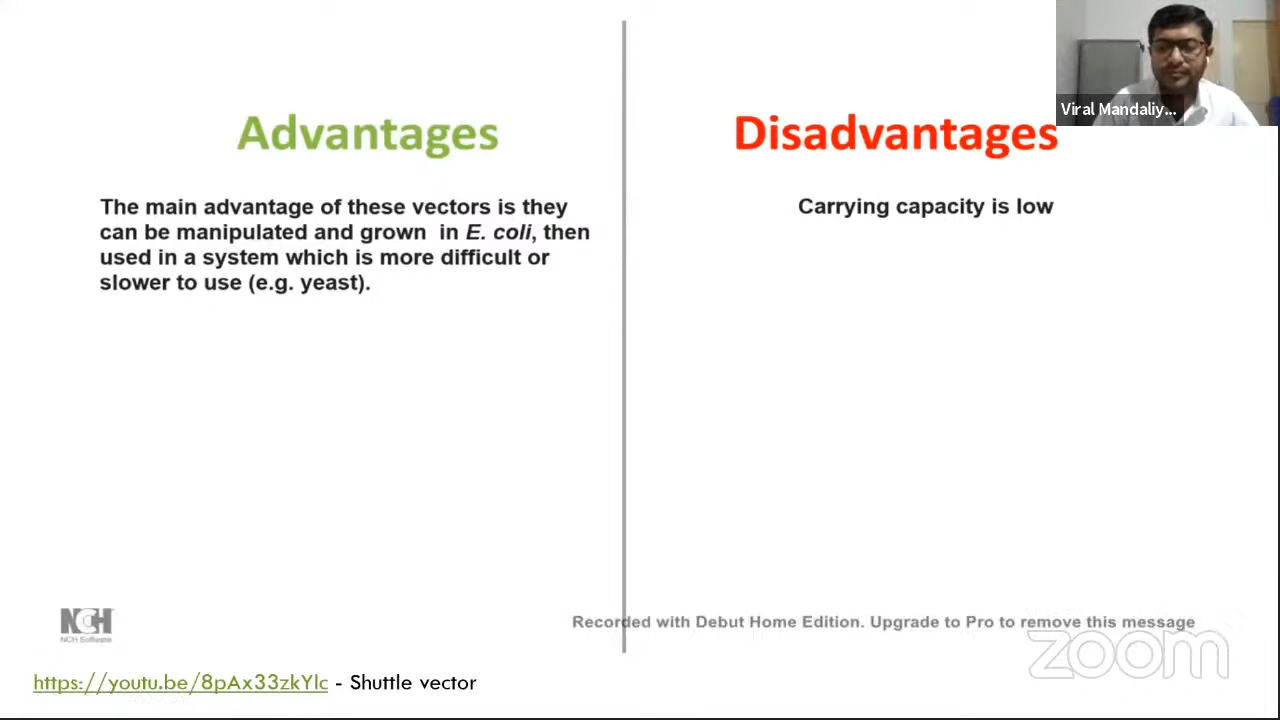 Viral Mandaliy...
Advantages
Disadvantages
The main advantage of these vectors is they
can be manipulated and grown in E. coli, then
used in a system which is more difficult or
slower to use (e.g. yeast).
Carrying capacity is low
NCH
NCH Software
Recorded with Debut Home Edition. Upgrade to Pro to remove this message
zoom
https://youtu.be/8pAx33zkYlc - Shuttle vector